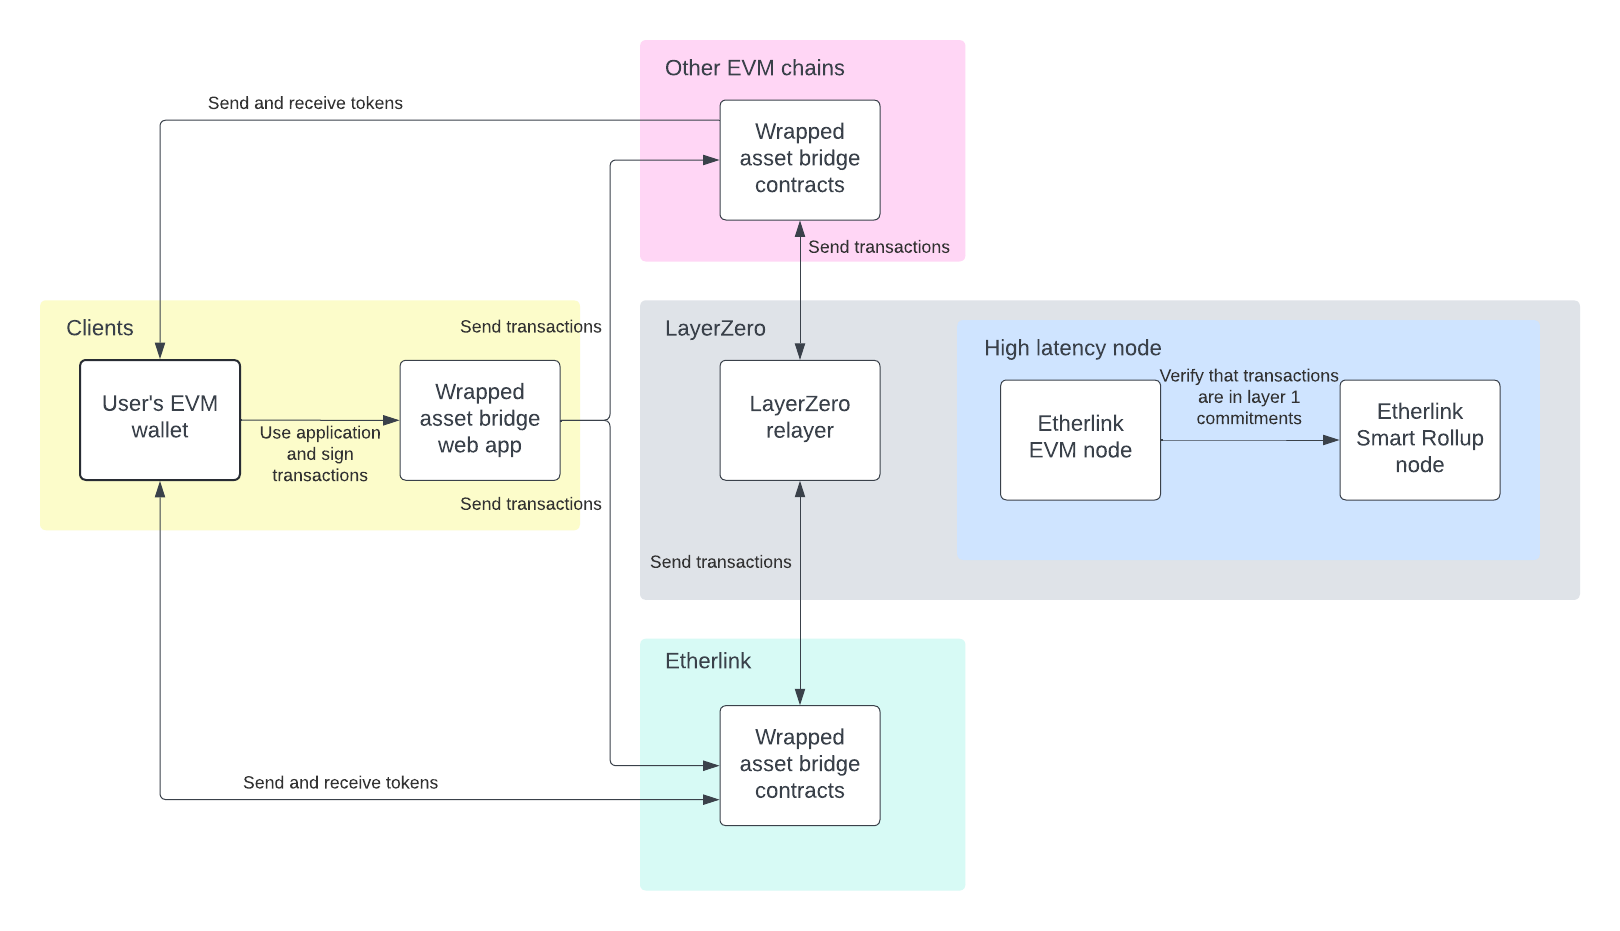 Other EVM chains
Send and receive tokens
Wrapped
asset bridge
contracts
Send transactions
Clients
Send transactions
User's EVM
wallet
Use application
and sign
transactions
Wrapped
asset bridge
web app
Send transactions
LayerZero
LayerZero
relayer
High latency node
Etherlink
EVM node
Verify that transactions
are in layer 1
commitments
Etherlink
Smart Rollup
node
Send transactions
Etherlink
Wrapped
asset bridge
contracts
Send and receive tokens